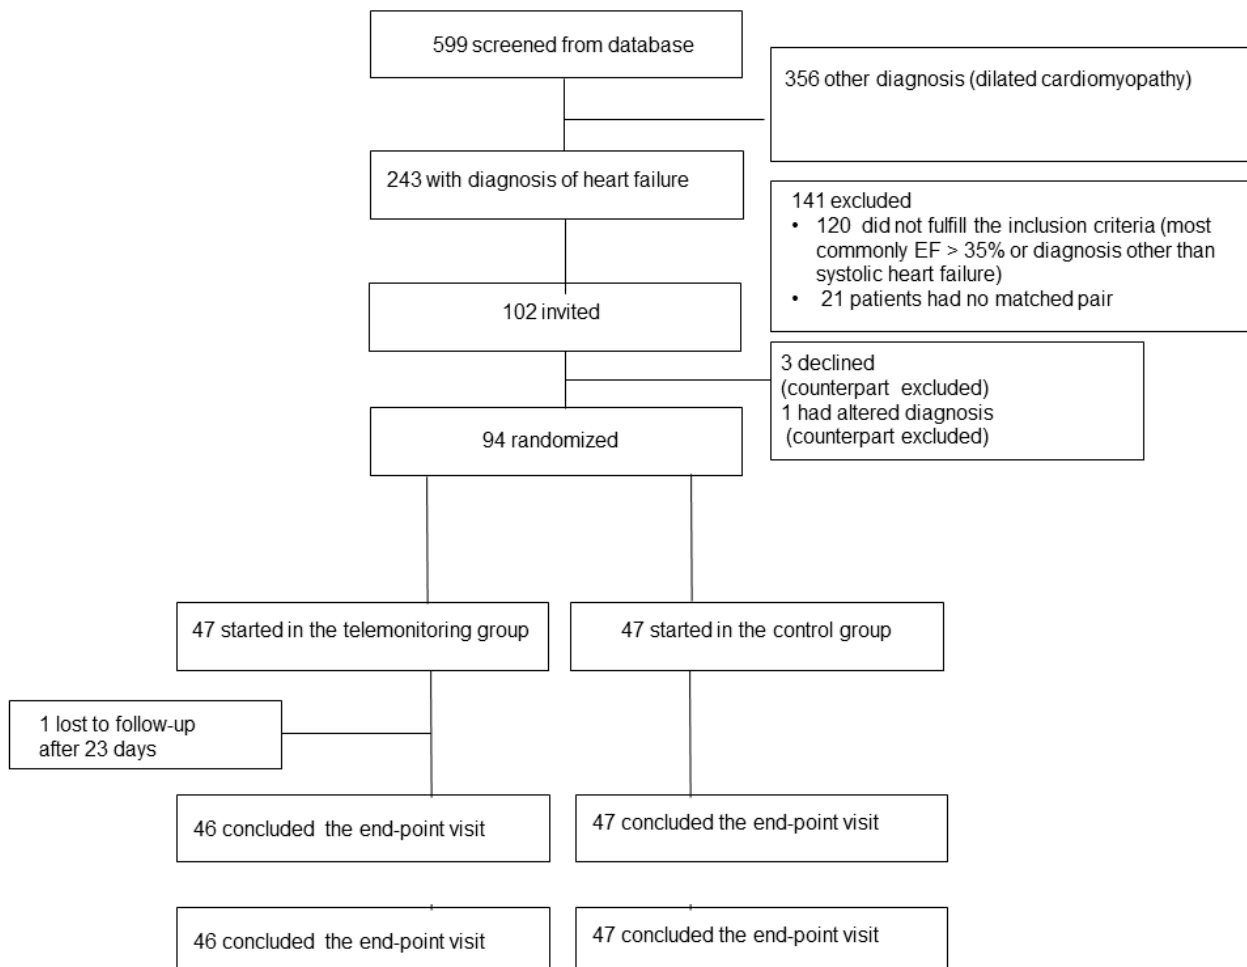 599 screened from database
356 other diagnosis (dilated cardiomyopathy)
243 with diagnosis of heart failure
141 excluded
• 120 did not fulfill the inclusion criteria (most
commonly EF > 35% or diagnosis other than
systolic heart failure)
• 21 patients had no matched pair
102 invited
3 declined
(counterpart excluded)
1 had altered diagnosis
(counterpart excluded)
94 randomized
47 started in the telemonitoring group
47 started in the control group
1 lost to follow-up
after 23 days
46 concluded the end-point visit
47 concluded the end-point visit
46 concluded the end-point visit
47 concluded the end-point visit